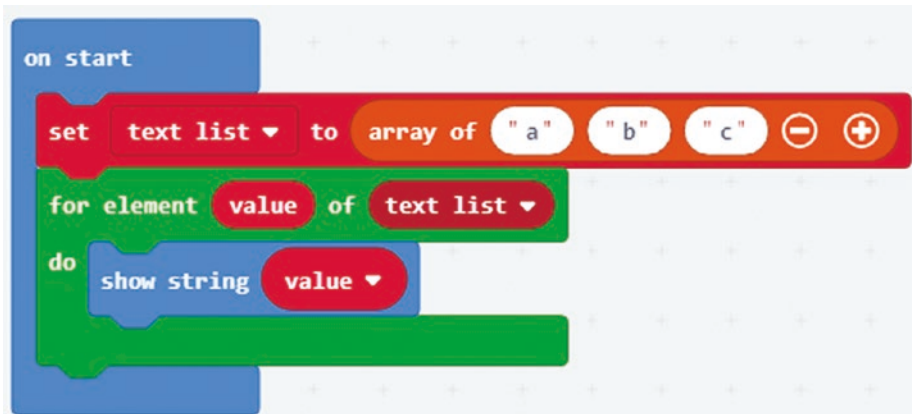 on start
set text list to array of "a" "b" "c"
for element value of text list
do
show string value